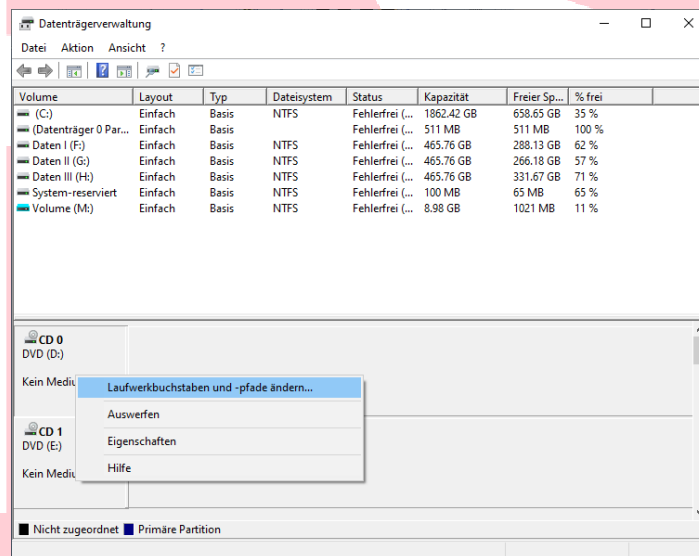 Datenträgerverwaltung
Datei Aktion Ansicht ?
Volume Layout Typ Dateisystem Status Kapazität Freier Sp... % frei
(C:) Einfach Basis NTFS Fehlerfrei (... 1862.42 GB 658.65 GB 35 %
(Datenträger 0 Par... Einfach Basis Fehlerfrei (... 511 MB 511 MB 100 %
Daten I (F:) Einfach Basis NTFS Fehlerfrei (... 465.76 GB 288.13 GB 62 %
Daten II (G:) Einfach Basis NTFS Fehlerfrei (... 465.76 GB 266.18 GB 57 %
Daten III (H:) Einfach Basis NTFS Fehlerfrei (... 465.76 GB 331.67 GB 71 %
System-reserviert Einfach Basis NTFS Fehlerfrei (... 100 MB 65 MB 65 %
Volume (M:) Einfach Basis NTFS Fehlerfrei (... 8.98 GB 1021 MB 11 %
CD 0
DVD (D:)
Kein Mediu
Laufwerkbuchstaben und -pfade ändern...
Auswerfen
Eigenschaften
Hilfe
CD 1
DVD (E:)
Kein Mediu
Nicht zugeordnet Primäre Partition